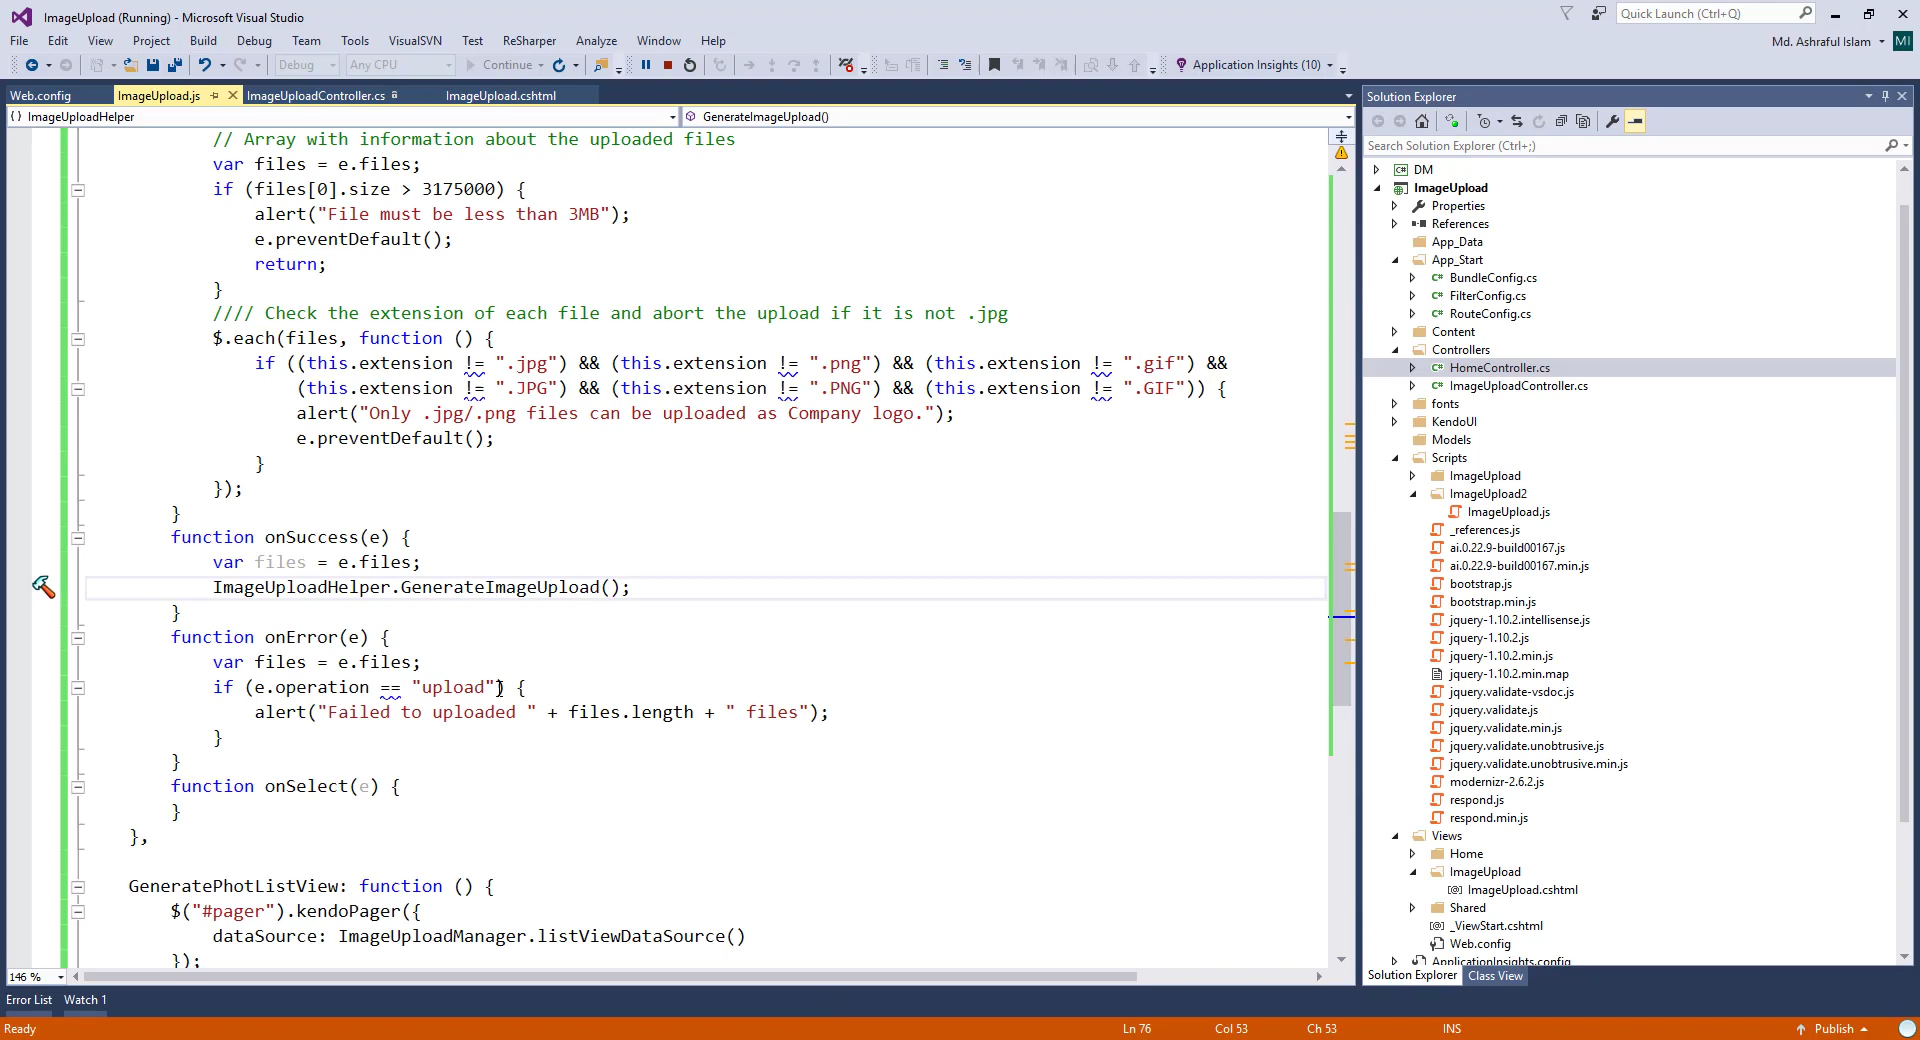 ImageUpload (Running) - Microsoft Visual Studio
Quick Launch (Ctrl+Q)
File Edit View Project Build Debug Team Tools VisualSVN Test ReSharper Analyze Window Help
Md. Ashraful Islam
MI
Debug Any CPU Continue Application Insights (10)
Web.config ImageUpload.js ImageUploadController.cs ImageUpload.cshtml
ImageUploadHelper GenerateImageUpload()
// Array with information about the uploaded files
var files = e.files;
if (files[0].size > 3175000) {
alert("File must be less than 3MB");
e.preventDefault();
return;
}
//// Check the extension of each file and abort the upload if it is not .jpg
$.each(files, function () {
if ((this.extension != ".jpg") && (this.extension != ".png") && (this.extension != ".gif") &&
(this.extension != ".JPG") && (this.extension != ".PNG") && (this.extension != ".GIF")) {
alert("Only .jpg/.png files can be uploaded as Company logo.");
e.preventDefault();
}
});
}
function onSuccess(e) {
var files = e.files;
ImageUploadHelper.GenerateImageUpload();
}
function onError(e) {
var files = e.files;
if (e.operation == "upload") {
alert("Failed to uploaded " + files.length + " files");
}
}
function onSelect(e) {
}
},
GeneratePhotListView: function () {
$("#pager").kendoPager({
dataSource: ImageUploadManager.listViewDataSource()
});
146 %
Solution Explorer
Search Solution Explorer (Ctrl+;)
DM
ImageUpload
Properties
References
App_Data
App_Start
BundleConfig.cs
FilterConfig.cs
RouteConfig.cs
Content
Controllers
HomeController.cs
ImageUploadController.cs
fonts
KendoUI
Models
Scripts
ImageUpload
ImageUpload2
ImageUpload.js
_references.js
ai.0.22.9-build00167.js
ai.0.22.9-build00167.min.js
bootstrap.js
bootstrap.min.js
jquery-1.10.2.intellisense.js
jquery-1.10.2.js
jquery-1.10.2.min.js
jquery-1.10.2.min.map
jquery.validate-vsdoc.js
jquery.validate.js
jquery.validate.min.js
jquery.validate.unobtrusive.js
jquery.validate.unobtrusive.min.js
modernizr-2.6.2.js
respond.js
respond.min.js
Views
Home
ImageUpload
ImageUpload.cshtml
Shared
_ViewStart.cshtml
Web.config
ApplicationInsights.config
Solution Explorer Class View
Error List Watch 1
Ready Ln 76 Col 53 Ch 53 INS Publish